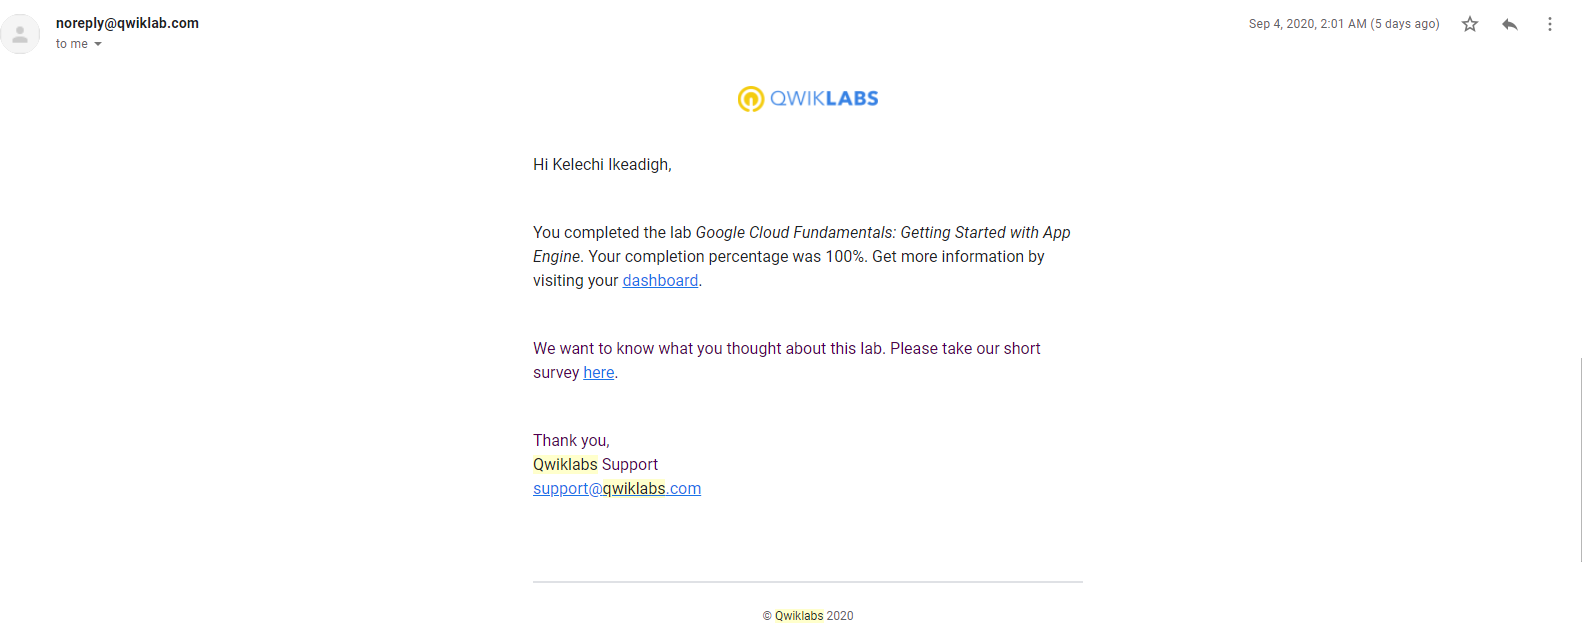 noreply@qwiklab.com
Sep 4, 2020, 2:01 AM (5 days ago)
to me
QWIKLABS
Hi Kelechi Ikeadigh,
You completed the lab Google Cloud Fundamentals: Getting Started with App
Engine. Your completion percentage was 100%. Get more information by
visiting your dashboard.
We want to know what you thought about this lab. Please take our short
survey here.
Thank you,
Qwiklabs Support
support@qwiklabs.com
© Qwiklabs 2020